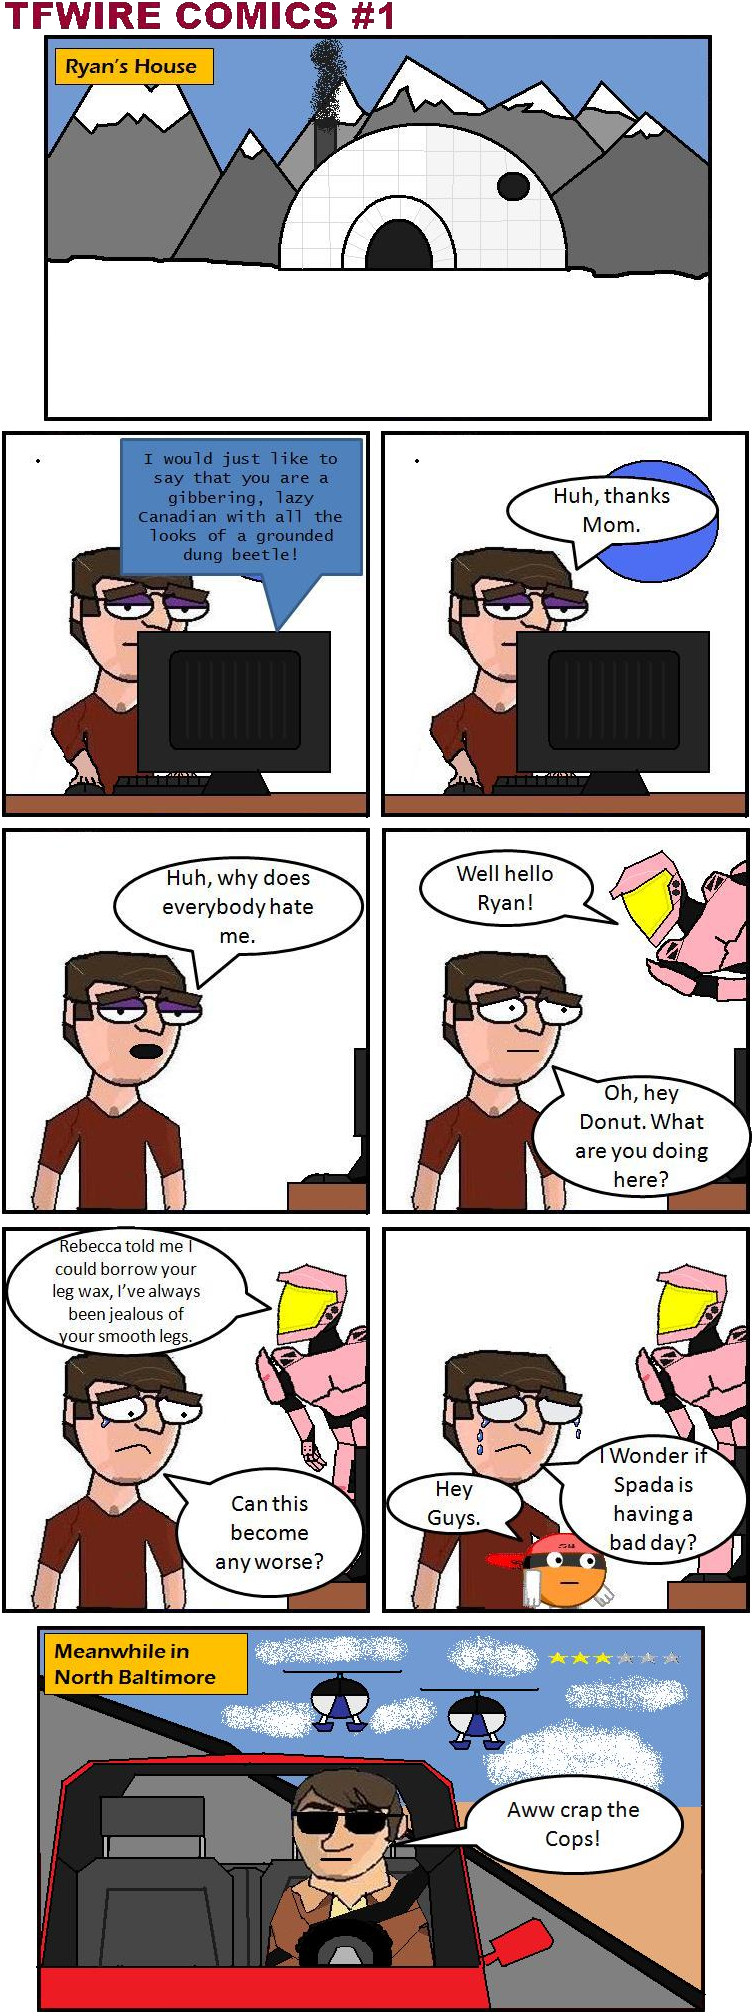 TFWIRE COMICS #1
Ryan's House
I would just like to
say that you are a
gibbering, lazy
Canadian with all the
looks of a grounded
dung beetle!
Huh, thanks
Mom.
Huh, why does
everybody hate
me.
Well hello
Ryan!
Oh, hey
Donut. What
are you doing
here?
Rebecca told me I
could borrow your
leg wax, I've always
been jealous of
your smooth legs.
Can this
become
any worse?
Hey
Guys.
I Wonder if
Spada is
having a
bad day?
Meanwhile in
North Baltimore
Aww crap the
Cops!